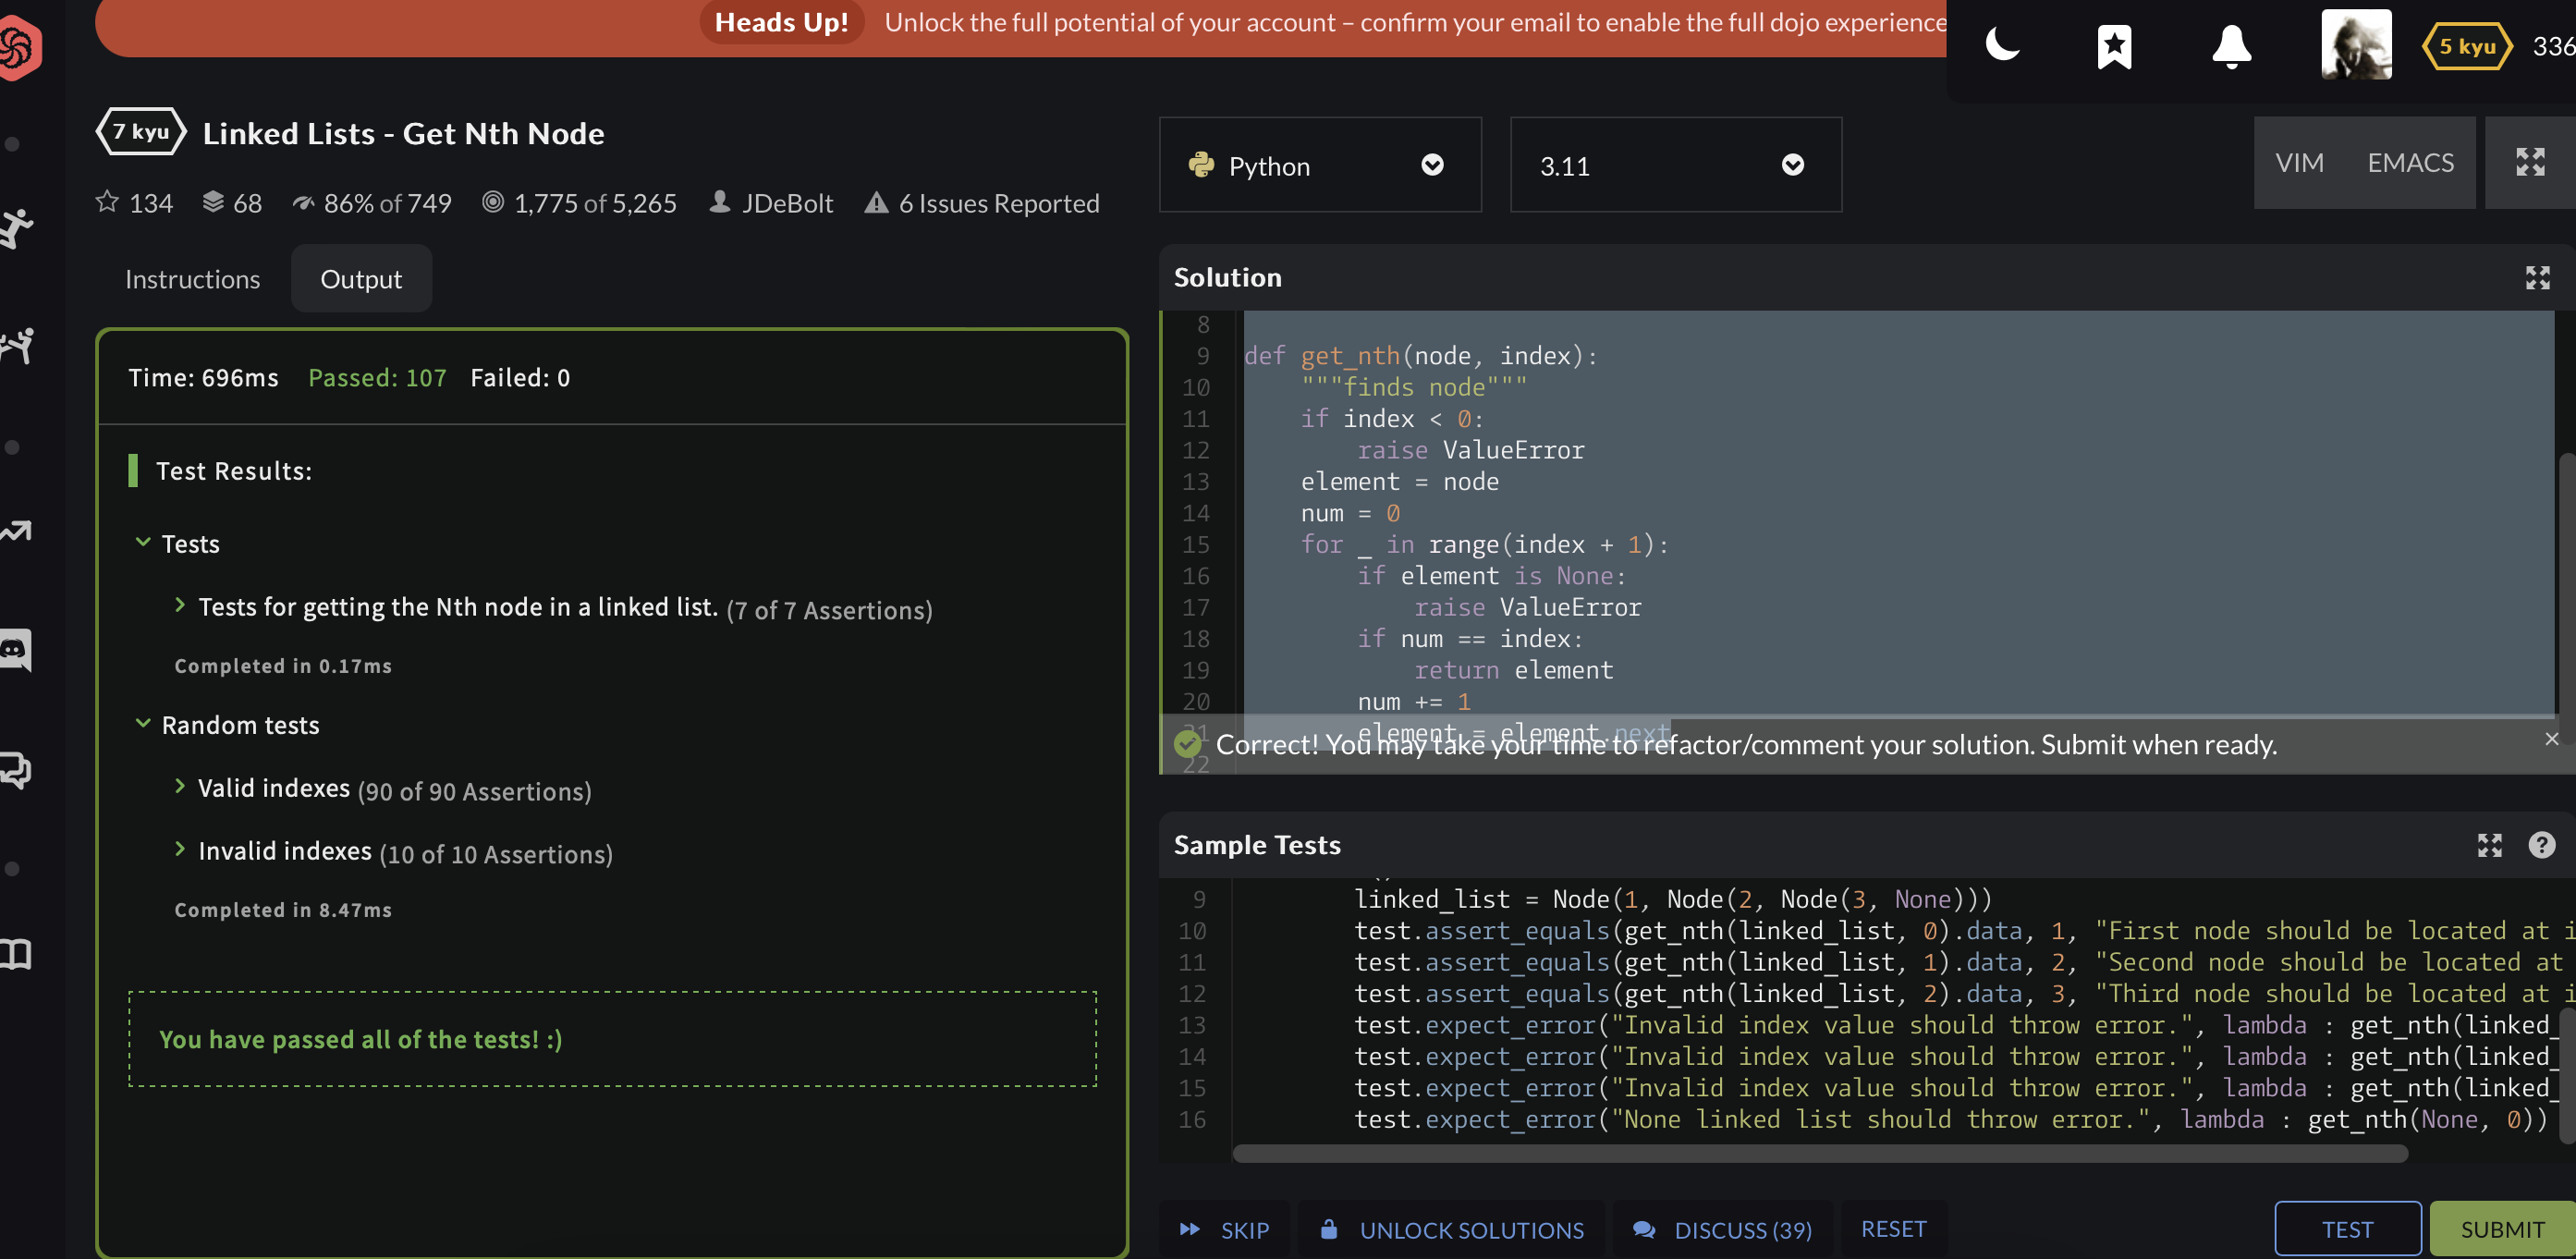 Heads Up! Unlock the full potential of your account – confirm your email to enable the full dojo experience
5 kyu 336
7 kyu Linked Lists - Get Nth Node
134 68 86% of 749 1,775 of 5,265 JDeBolt 6 Issues Reported
Instructions Output
Time: 696ms Passed: 107 Failed: 0
Test Results:
Tests
Tests for getting the Nth node in a linked list. (7 of 7 Assertions)
Completed in 0.17ms
Random tests
Valid indexes (90 of 90 Assertions)
Invalid indexes (10 of 10 Assertions)
Completed in 8.47ms
You have passed all of the tests! :)
Python 3.11 VIM EMACS
Solution
8
9 def get_nth(node, index):
10 """finds node"""
11 if index < 0:
12 raise ValueError
13 element = node
14 num = 0
15 for _ in range(index + 1):
16 if element is None:
17 raise ValueError
18 if num == index:
19 return element
20 num += 1
21 element = element.next
Correct! You may take your time to refactor/comment your solution. Submit when ready.
22
Sample Tests
9 linked_list = Node(1, Node(2, Node(3, None)))
10 test.assert_equals(get_nth(linked_list, 0).data, 1, "First node should be located at i
11 test.assert_equals(get_nth(linked_list, 1).data, 2, "Second node should be located at
12 test.assert_equals(get_nth(linked_list, 2).data, 3, "Third node should be located at i
13 test.expect_error("Invalid index value should throw error.", lambda : get_nth(linked_
14 test.expect_error("Invalid index value should throw error.", lambda : get_nth(linked_
15 test.expect_error("Invalid index value should throw error.", lambda : get_nth(linked_
16 test.expect_error("None linked list should throw error.", lambda : get_nth(None, 0))
SKIP UNLOCK SOLUTIONS DISCUSS (39) RESET TEST SUBMIT